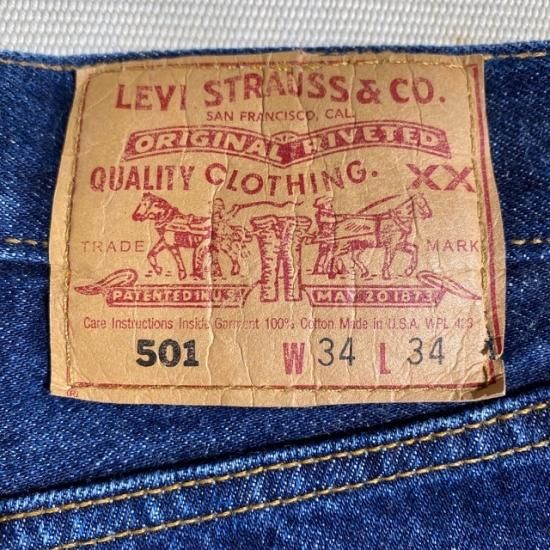 LEVI STRAUSS & CO.
SAN FRANCISCO, CAL.
ORIGINAL RIVETED
QUALITY CLOTHING. XX
TRADE MARK
PATENTED IN U.S. MAY 20 1873
Care Instructions Inside Garment 100% Cotton Made in U.S.A. WPL 423
501 W 34 L 34
®